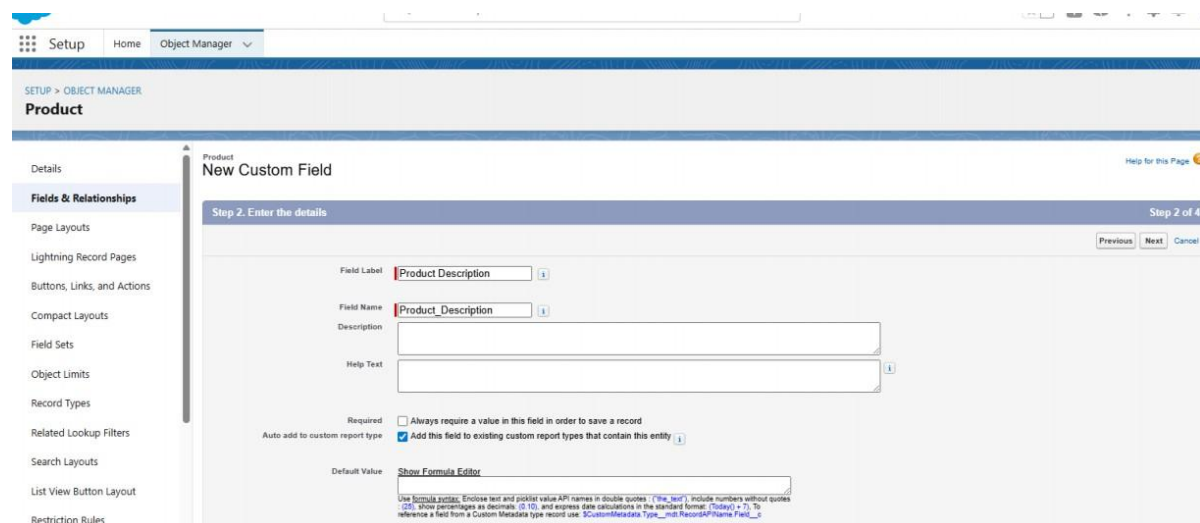 Setup Home Object Manager
SETUP > OBJECT MANAGER
Product
Details
Fields & Relationships
Page Layouts
Lightning Record Pages
Buttons, Links, and Actions
Compact Layouts
Field Sets
Object Limits
Record Types
Related Lookup Filters
Search Layouts
List View Button Layout
Restriction Rules
Product
New Custom Field
Help for this Page
Step 2. Enter the details Step 2 of 4
Previous Next Cancel
Field Label Product Description i
Field Name Product_Description i
Description
Help Text i
Required Always require a value in this field in order to save a record
Auto add to custom report type Add this field to existing custom report types that contain this entity i
Default Value Show Formula Editor
Use formula syntax: Enclose text and picklist value API names in double quotes : ("the_text"), include numbers without quotes
: (25), show percentages as decimals: (0.10), and express date calculations in the standard format: (Today() + 7), To
reference a field from a Custom Metadata type record use: $CustomMetadata.Type__mdt.RecordAPIName.Field__c